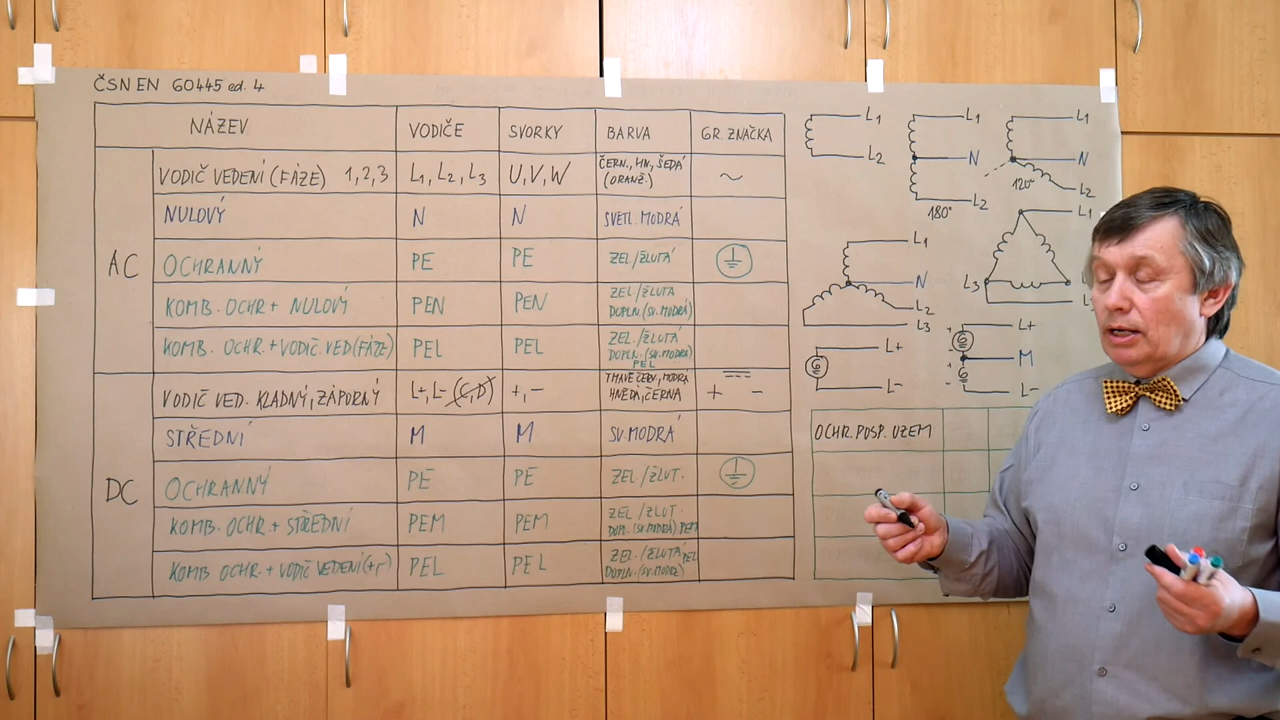 ČSN EN 60445 ed. 4
NÁZEV VODIČE SVORKY BARVA GR. ZNAČKA
AC
VODIČ VEDENÍ (FÁZE) 1,2,3 L1, L2, L3 U, V, W ČERN., HN., ŠEDÁ (ORANŽ.) ~
NULOVÝ N N SVĚTL. MODRÁ
OCHRANNÝ PE PE ZEL/ŽLUTÁ
KOMB. OCHR + NULOVÝ PEN PEN ZEL/ŽLUTÁ DOPLN. (SV. MODRÁ)
KOMB. OCHR. + VODIČ. VED (FÁZE) PEL PEL ZEL/ŽLUTÁ DOPLN. (SV. MODRÁ) PEL
DC
VODIČ VED. KLADNÝ, ZÁPORNÝ L+, L- (C, D) +, - TMAVĚ ČERV., MODRÁ HNĚDÁ, ČERNÁ + -
STŘEDNÍ M M SV. MODRÁ
OCHRANNÝ PE PE ZEL/ŽLUT.
KOMB. OCHR. + STŘEDNÍ PEM PEM ZEL/ŽLUT. DOPL. (SV. MODRÁ) PEM
KOMB OCHR. + VODIČ VEDENÍ PEL PEL ZEL./ŽLUTÁ PEL DOPLN. (SV. MODRÁ)
L1
L2
L1
N
L2
180°
L1
N
L2
120°
L1
N
L2
L3
L1
L3
L+
G
L-
+
G
-
+
G
-
L+
M
L-
OCHR. POSP. UZEM